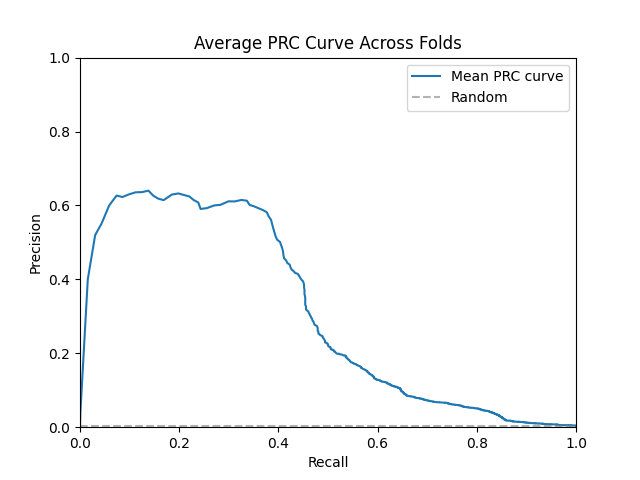 Average PRC Curve Across Folds
Mean PRC curve
Random
Precision
1.0
0.8
0.6
0.4
0.2
0.0
0.0 0.2 0.4 0.6 0.8 1.0
Recall